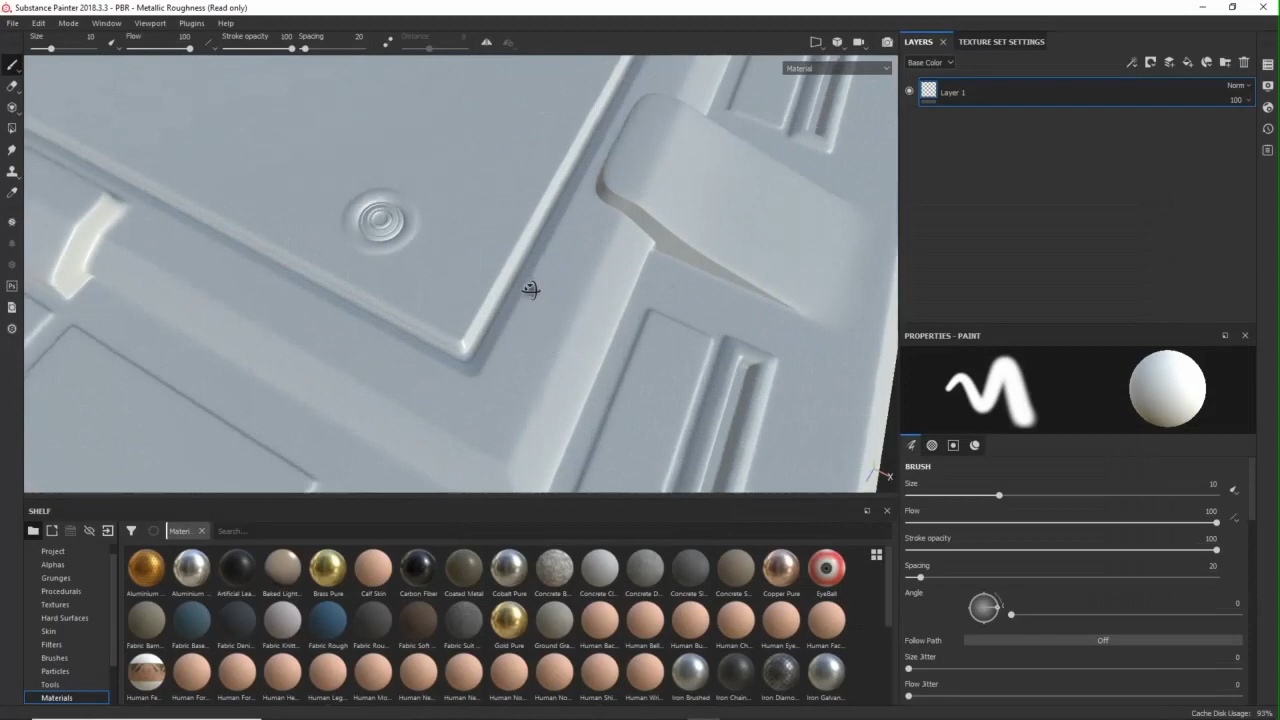 Substance Painter 2018.3.3 - PBR - Metallic Roughness (Read only)
File Edit Mode Window Viewport Plugins Help
Size 10 Flow 100 Stroke opacity 100 Spacing 20 Distance 8
Material
LAYERS TEXTURE SET SETTINGS
Base Color
Layer 1 Norm
100
X
PROPERTIES - PAINT
BRUSH
Size 10
Flow 100
Stroke opacity 100
Spacing 20
Angle 0
Follow Path Off
Size Jitter 0
Flow Jitter 0
SHELF
Materi... Search...
Project
Alphas
Grunges
Procedurals
Textures
Hard Surfaces
Skin
Filters
Brushes
Particles
Tools
Materials
Aluminium ... Aluminium ... Artificial Lea... Baked Light... Brass Pure Calf Skin Carbon Fiber Coated Metal Cobalt Pure Concrete B... Concrete Cl... Concrete D... Concrete Si... Concrete S... Copper Pure EyeBall
Fabric Bam... Fabric Base... Fabric Deni... Fabric Knitt... Fabric Rough Fabric Rou... Fabric Soft ... Fabric Suit ... Gold Pure Ground Gra... Human Bac... Human Be... Human Bu... Human Ch... Human Eye... Human Fac...
Human Fe... Human For... Human For... Human He... Human Leg... Human Mo... Human Ne... Human Ne... Human No... Human No... Human Shi... Human Wri... Iron Brushed Iron Chain... Iron Diamo... Iron Galvan...
Cache Disk Usage: 93%